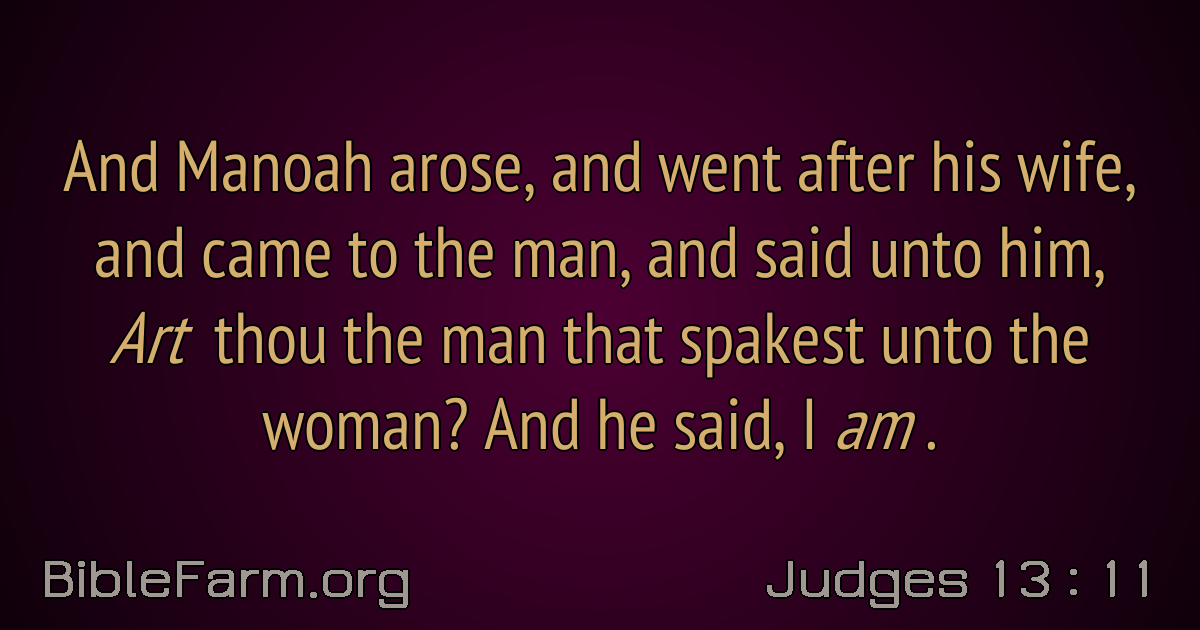 And Manoah arose, and went after his wife,
and came to the man, and said unto him,
Art thou the man that spakest unto the
woman? And he said, I am .
BibleFarm.org
Judges 13 : 11